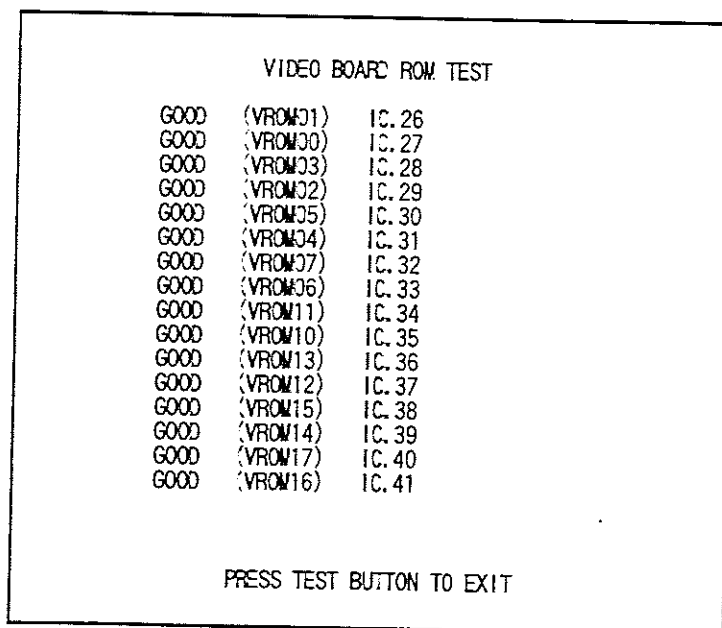 VIDEO BOARD ROM TEST
GOOD (VROM01) IC.26
GOOD (VROM00) IC.27
GOOD (VROM03) IC.28
GOOD (VROM02) IC.29
GOOD (VROM05) IC.30
GOOD (VROM04) IC.31
GOOD (VROM07) IC.32
GOOD (VROM06) IC.33
GOOD (VROM11) IC.34
GOOD (VROM10) IC.35
GOOD (VROM13) IC.36
GOOD (VROM12) IC.37
GOOD (VROM15) IC.38
GOOD (VROM14) IC.39
GOOD (VROM17) IC.40
GOOD (VROM16) IC.41
PRESS TEST BUTTON TO EXIT